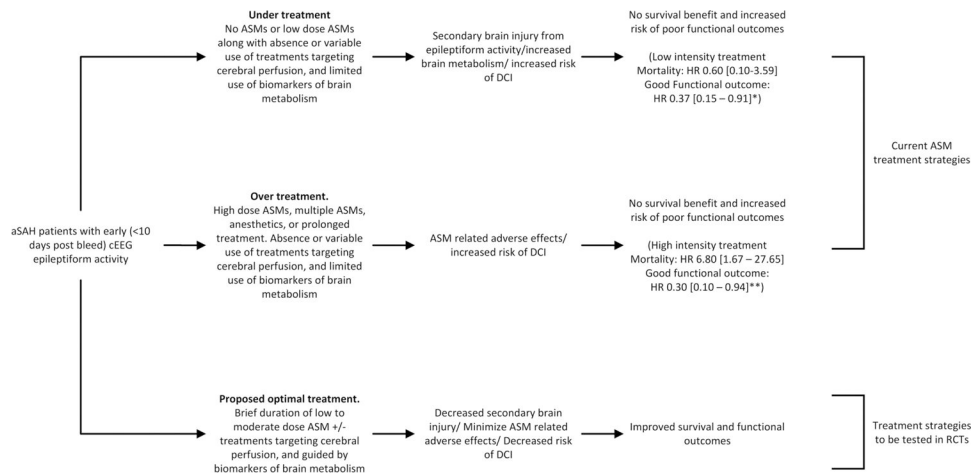 aSAH patients with early (<10
days post bleed) cEEG
epileptiform activity
Under treatment
No ASMs or low dose ASMs
along with absence or variable
use of treatments targeting
cerebral perfusion, and limited
use of biomarkers of brain
metabolism
Secondary brain injury from
epileptiform activity/increased
brain metabolism/ increased risk
of DCI
No survival benefit and increased
risk of poor functional outcomes
(Low intensity treatment
Mortality: HR 0.60 [0.10-3.59]
Good Functional outcome:
HR 0.37 [0.15 – 0.91]*)
Over treatment.
High dose ASMs, multiple ASMs,
anesthetics, or prolonged
treatment. Absence or variable
use of treatments targeting
cerebral perfusion, and limited
use of biomarkers of brain
metabolism
ASM related adverse effects/
increased risk of DCI
No survival benefit and increased
risk of poor functional outcomes
(High intensity treatment
Mortality: HR 6.80 [1.67 – 27.65]
Good functional outcome:
HR 0.30 [0.10 – 0.94]**)
Current ASM
treatment strategies
Proposed optimal treatment.
Brief duration of low to
moderate dose ASM +/-
treatments targeting cerebral
perfusion, and guided by
biomarkers of brain metabolism
Decreased secondary brain
injury/ Minimize ASM related
adverse effects/ Decreased risk
of DCI
Improved survival and functional
outcomes
Treatment strategies
to be tested in RCTs